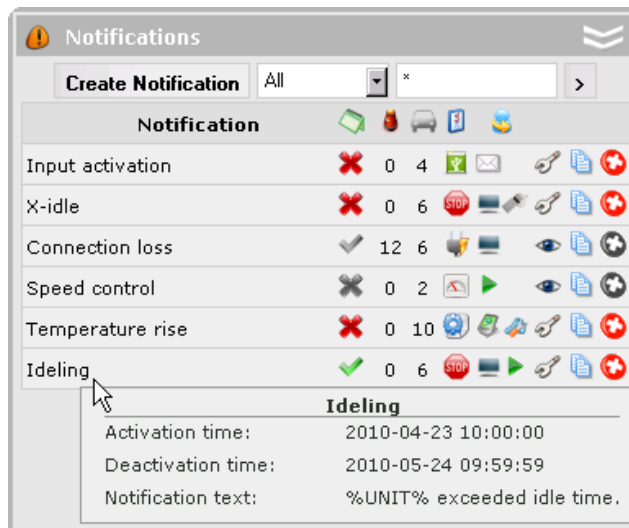 Notifications
Create Notification All * >
Notification
Input activation 0 4
X-idle 0 6 STOP
Connection loss 12 6
Speed control 0 2
Temperature rise 0 10
Ideling 0 6 STOP
Ideling
Activation time: 2010-04-23 10:00:00
Deactivation time: 2010-05-24 09:59:59
Notification text: %UNIT% exceeded idle time.